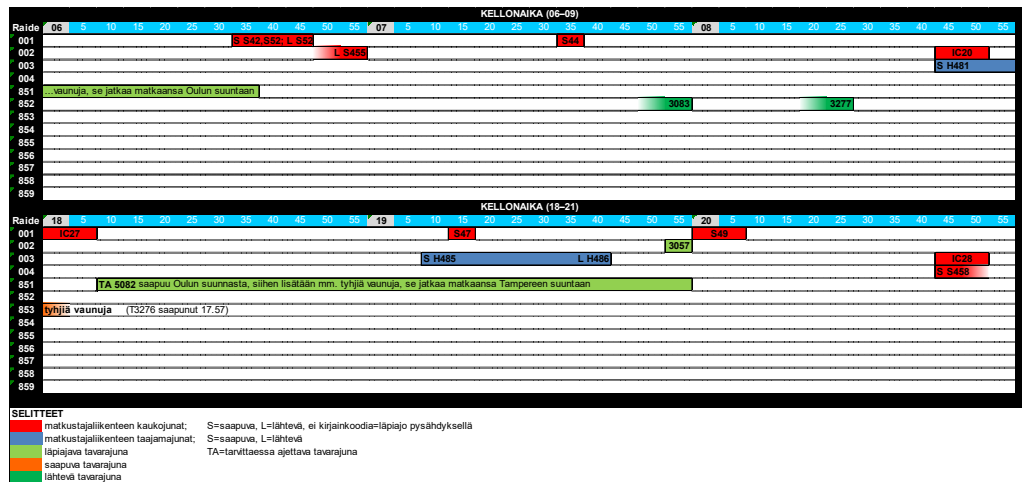 KELLONAIKA (06–09)
Raide 06 5 10 15 20 25 30 35 40 45 50 55 07 5 10 15 20 25 30 35 40 45 50 55 08 5 10 15 20 25 30 35 40 45 50 55
001 S S42,S52; L S52 S44
002 L S455 IC20
003 S H481
004
851 ...vaunuja, se jatkaa matkaansa Oulun suuntaan
852 3083 3277
853
854
855
856
857
858
859
KELLONAIKA (18–21)
Raide 18 5 10 15 20 25 30 35 40 45 50 55 19 5 10 15 20 25 30 35 40 45 50 55 20 5 10 15 20 25 30 35 40 45 50 55
001 IC27 S47 S49
002 3057
003 S H485 L H486 IC28
004 S S458
851 TA 5082 saapuu Oulun suunnasta, siihen lisätään mm. tyhjiä vaunuja, se jatkaa matkaansa Tampereen suuntaan
852
853 tyhjiä vaunuja (T3276 saapunut 17.57)
854
855
856
857
858
859
SELITTEET
matkustajaliikenteen kaukojunat; S=saapuva, L=lähtevä, ei kirjainkoodia=läpiajo pysähdyksellä
matkustajaliikenteen taajamajunat; S=saapuva, L=lähtevä
läpiajava tavarajuna TA=tarvittaessa ajettava tavarajuna
saapuva tavarajuna
lähtevä tavarajuna